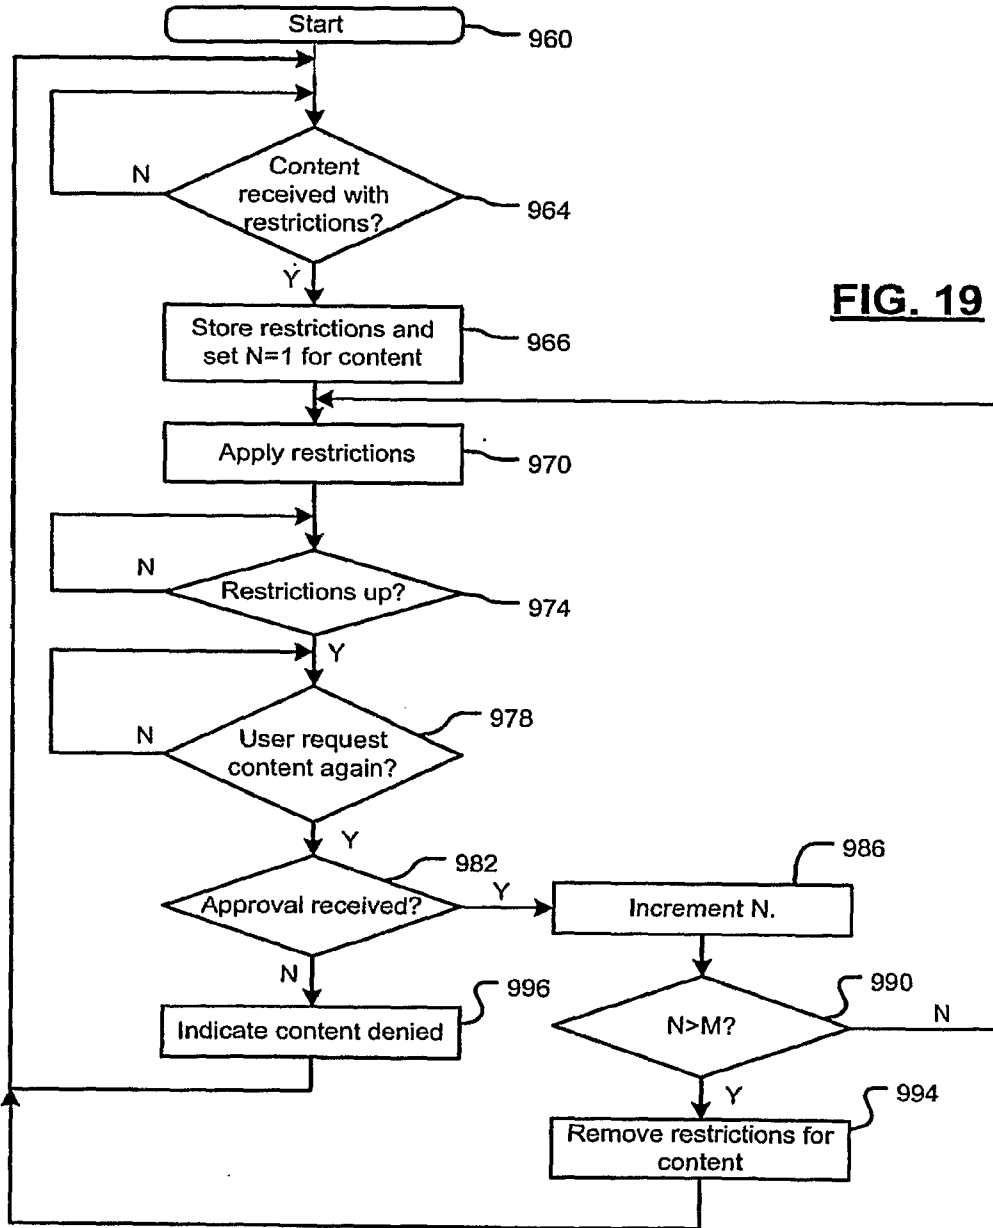 Start
960
Content
received with
restrictions?
N
964
Y
FIG. 19
Store restrictions and
set N=1 for content
966
Apply restrictions
970
N
Restrictions up?
974
Y
978
N
User request
content again?
Y
982
986
Approval received?
Y
Increment N.
N
996
990
Indicate content denied
N>M?
N
Y
994
Remove restrictions for
content